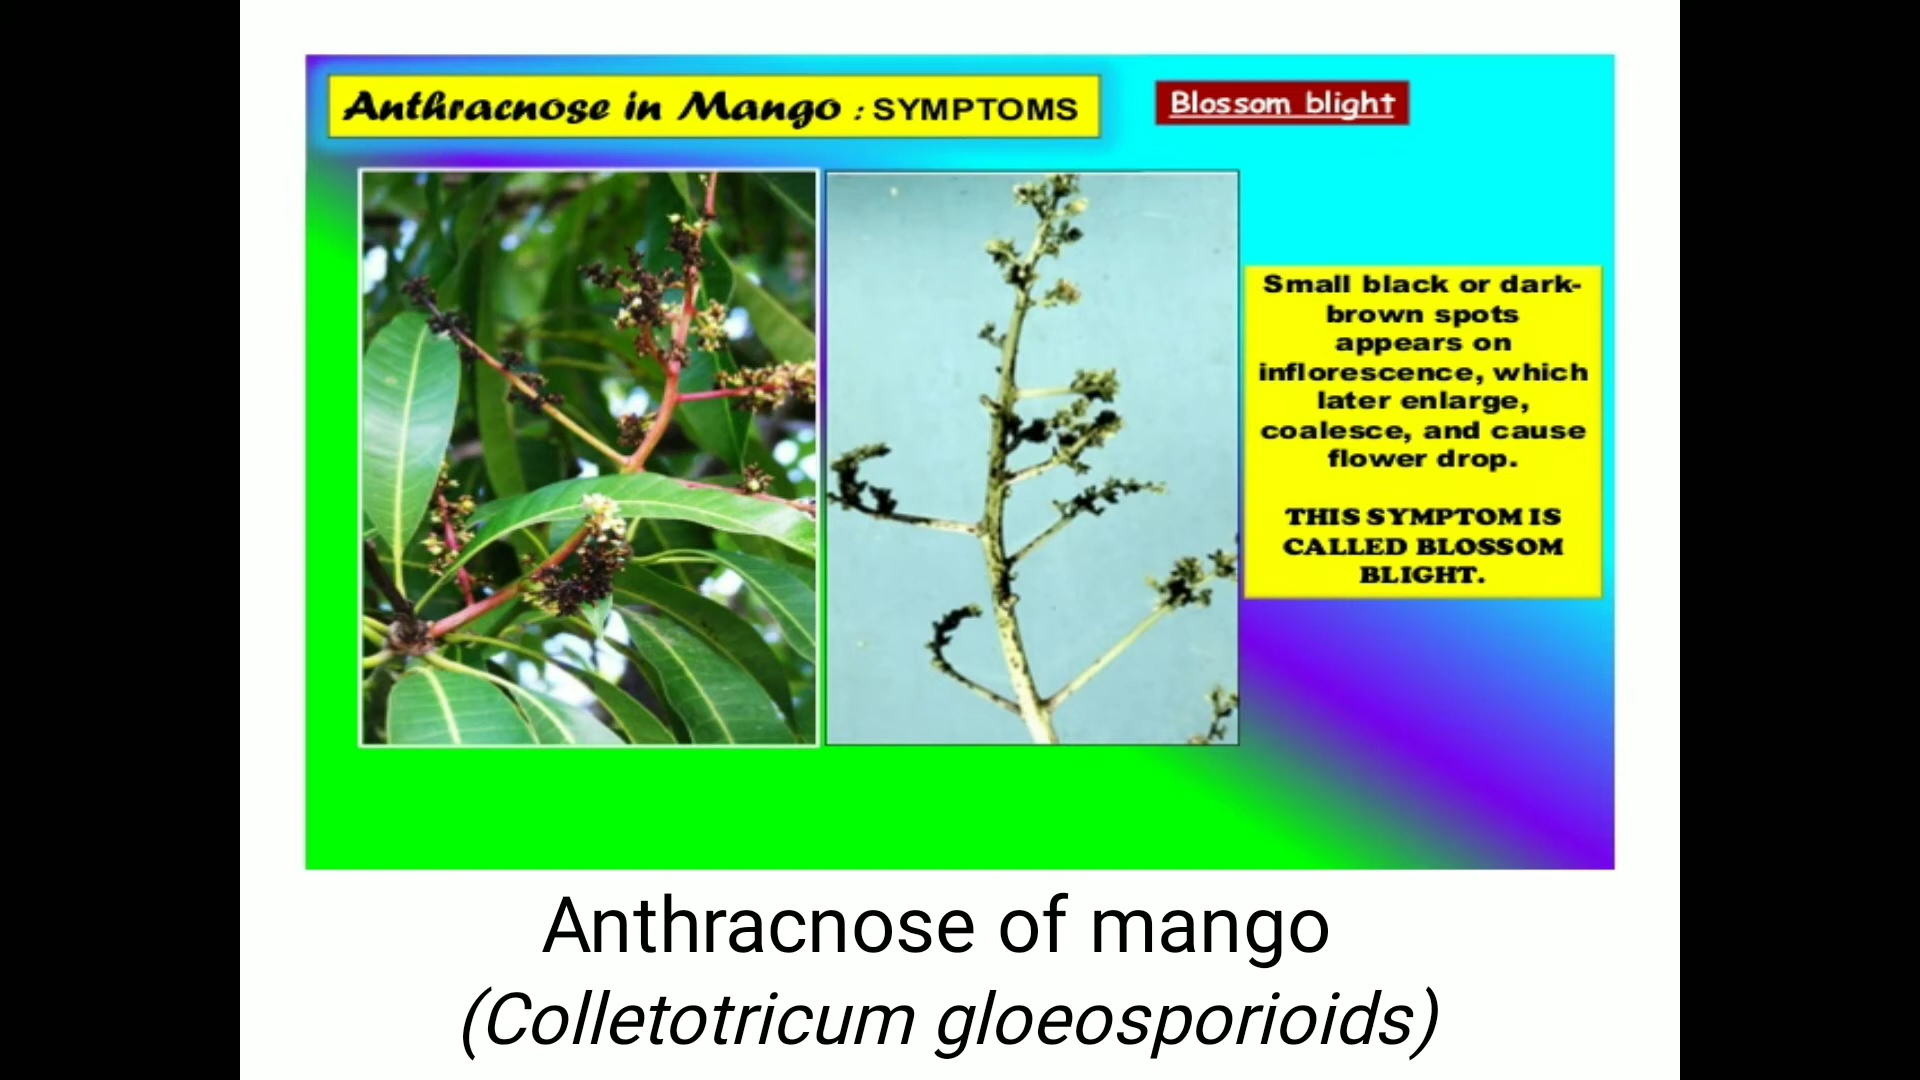 Anthracnose in Mango : SYMPTOMS
Blossom blight
Small black or dark-
brown spots
appears on
inflorescence, which
later enlarge,
coalesce, and cause
flower drop.
THIS SYMPTOM IS
CALLED BLOSSOM
BLIGHT.
Anthracnose of mango
(Colletotricum gloeosporioids)